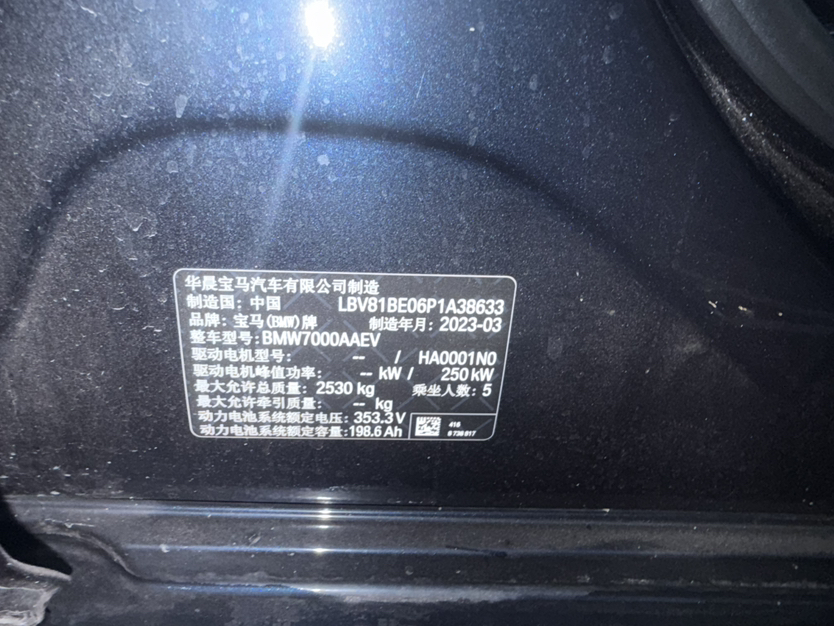 华晨宝马汽车有限公司制造
制造国: 中国 LBV81BE06P1A38633
品牌: 宝马(BMW)牌 制造年月: 2023-03
整车型号: BMW7000AAEV
驱动电机型号: -- / HA0001N0
驱动电机峰值功率: -- kW / 250 kW
最大允许总质量: 2530 kg 乘坐人数: 5
最大允许牵引质量: -- kg
动力电池系统额定电压: 353.3 V
动力电池系统额定容量: 198.6 Ah
416